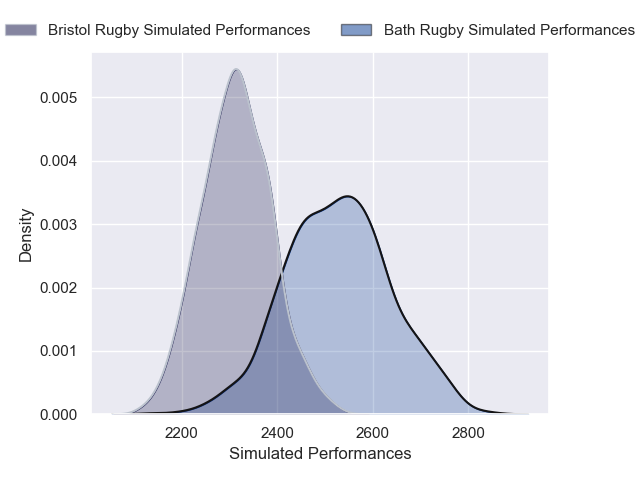 Bristol Rugby Simulated Performances
Bath Rugby Simulated Performances
0.005
0.004
0.003
0.002
0.001
0.000
Density
2200
2400
2600
2800
Simulated Performances